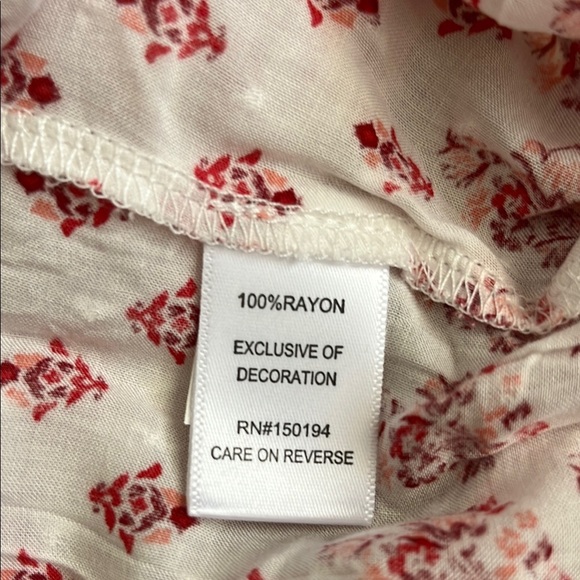 100%RAYON
EXCLUSIVE OF
DECORATION
RN#150194
CARE ON REVERSE